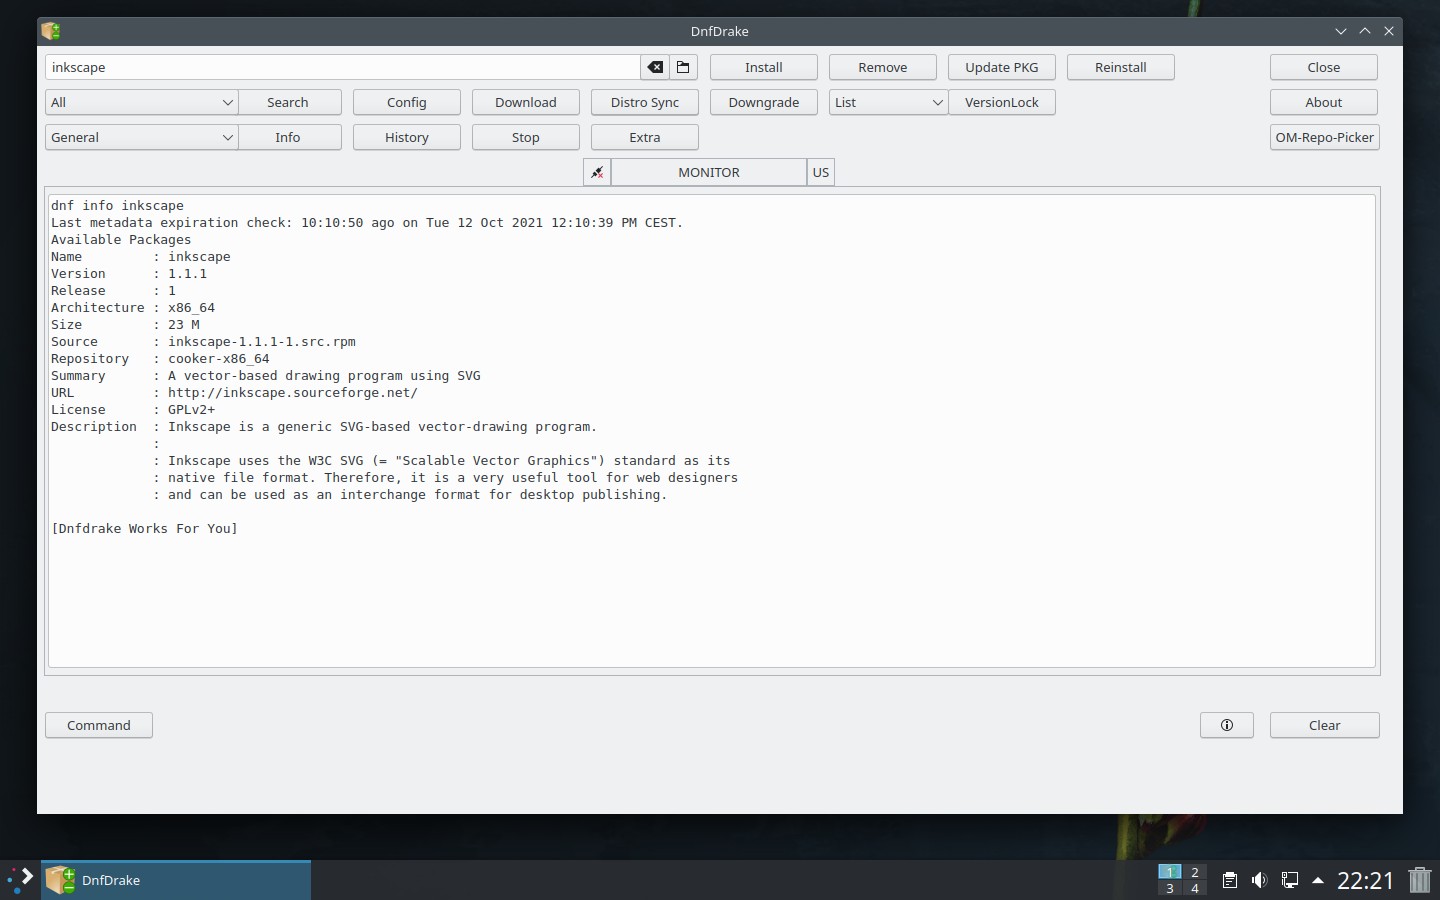 DnfDrake
inkscape
Install Remove Update PKG Reinstall Close
All Search Config Download Distro Sync Downgrade List VersionLock About
General Info History Stop Extra OM-Repo-Picker
MONITOR US
dnf info inkscape
Last metadata expiration check: 10:10:50 ago on Tue 12 Oct 2021 12:10:39 PM CEST.
Available Packages
Name         : inkscape
Version      : 1.1.1
Release      : 1
Architecture : x86_64
Size         : 23 M
Source       : inkscape-1.1.1-1.src.rpm
Repository   : cooker-x86_64
Summary      : A vector-based drawing program using SVG
URL          : http://inkscape.sourceforge.net/
License      : GPLv2+
Description  : Inkscape is a generic SVG-based vector-drawing program.
             :
             : Inkscape uses the W3C SVG (= "Scalable Vector Graphics") standard as its
             : native file format. Therefore, it is a very useful tool for web designers
             : and can be used as an interchange format for desktop publishing.
[Dnfdrake Works For You]
Command Clear
DnfDrake 1 2 22:21
3 4